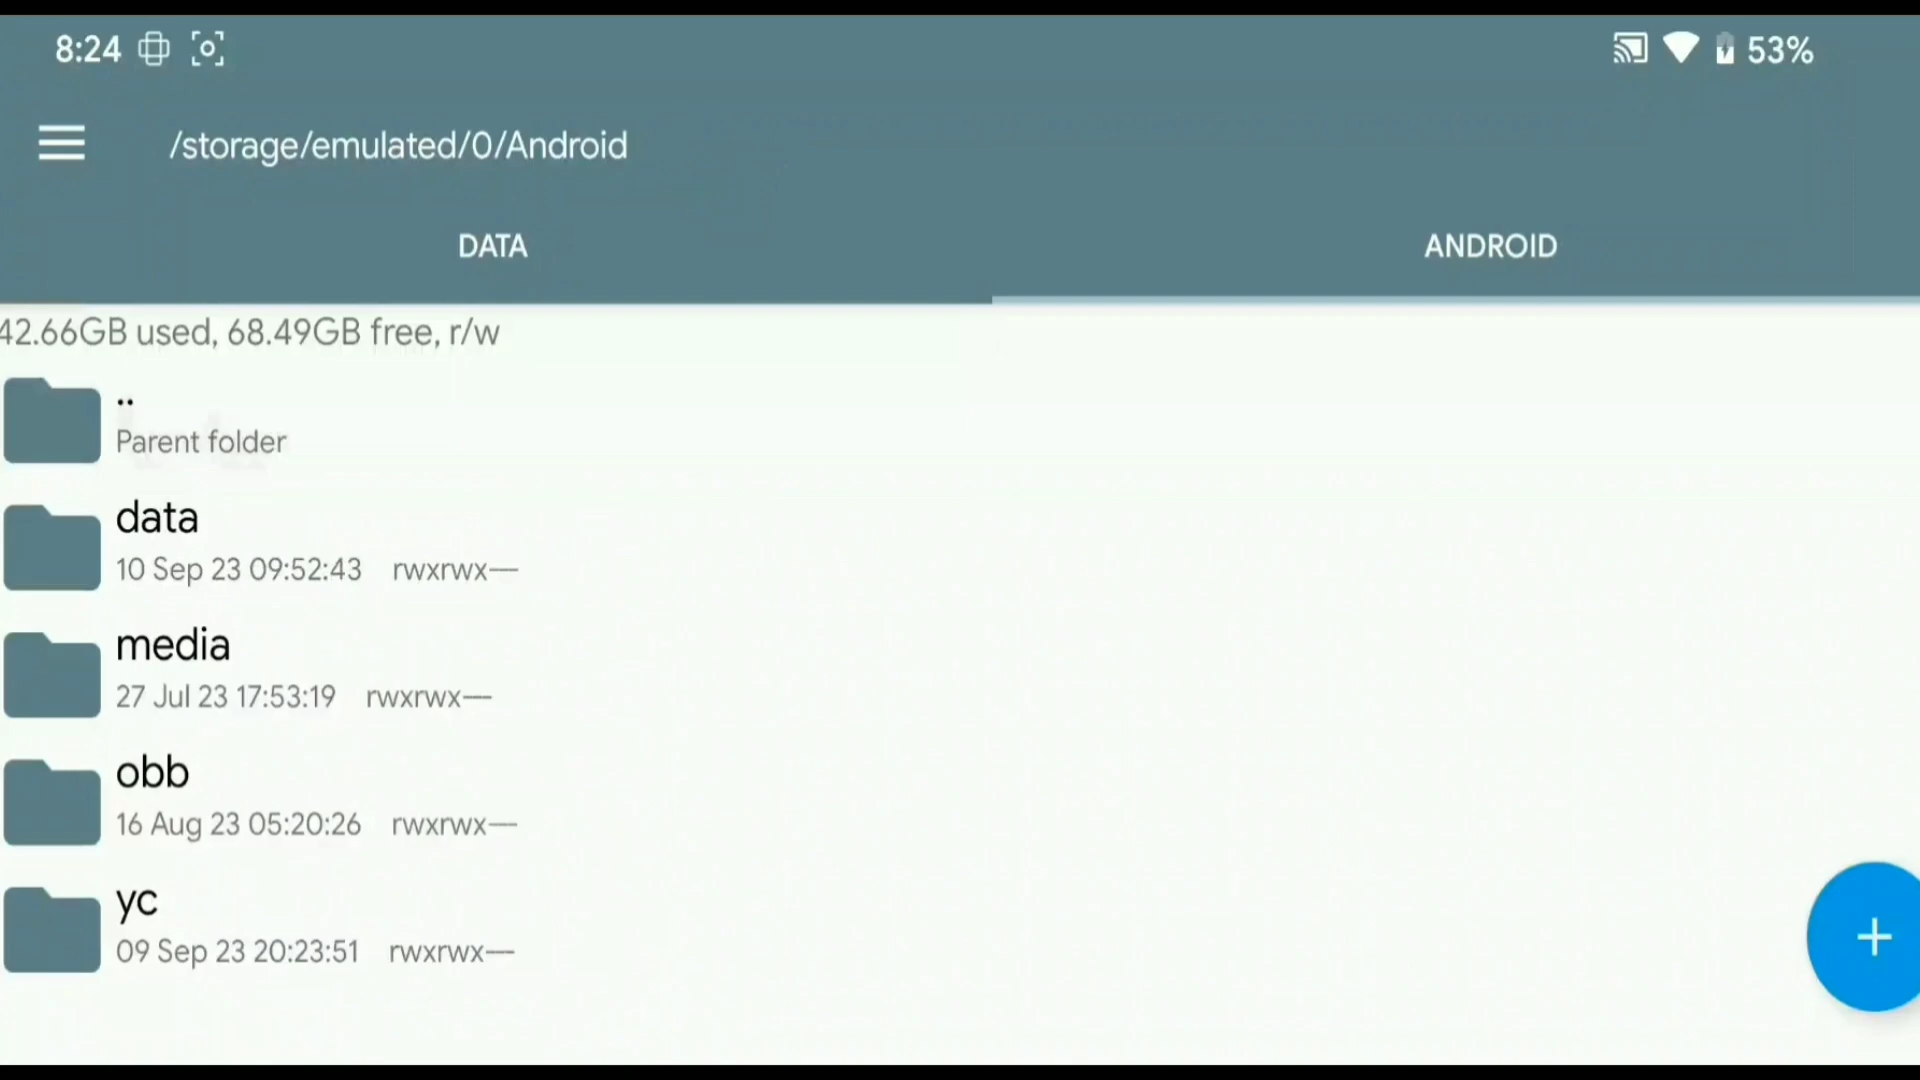 8:24 53%
/storage/emulated/0/Android
DATA ANDROID
42.66GB used, 68.49GB free, r/w
..
Parent folder
data
10 Sep 23 09:52:43 rwxrwx---
media
27 Jul 23 17:53:19 rwxrwx---
obb
16 Aug 23 05:20:26 rwxrwx---
yc
09 Sep 23 20:23:51 rwxrwx---